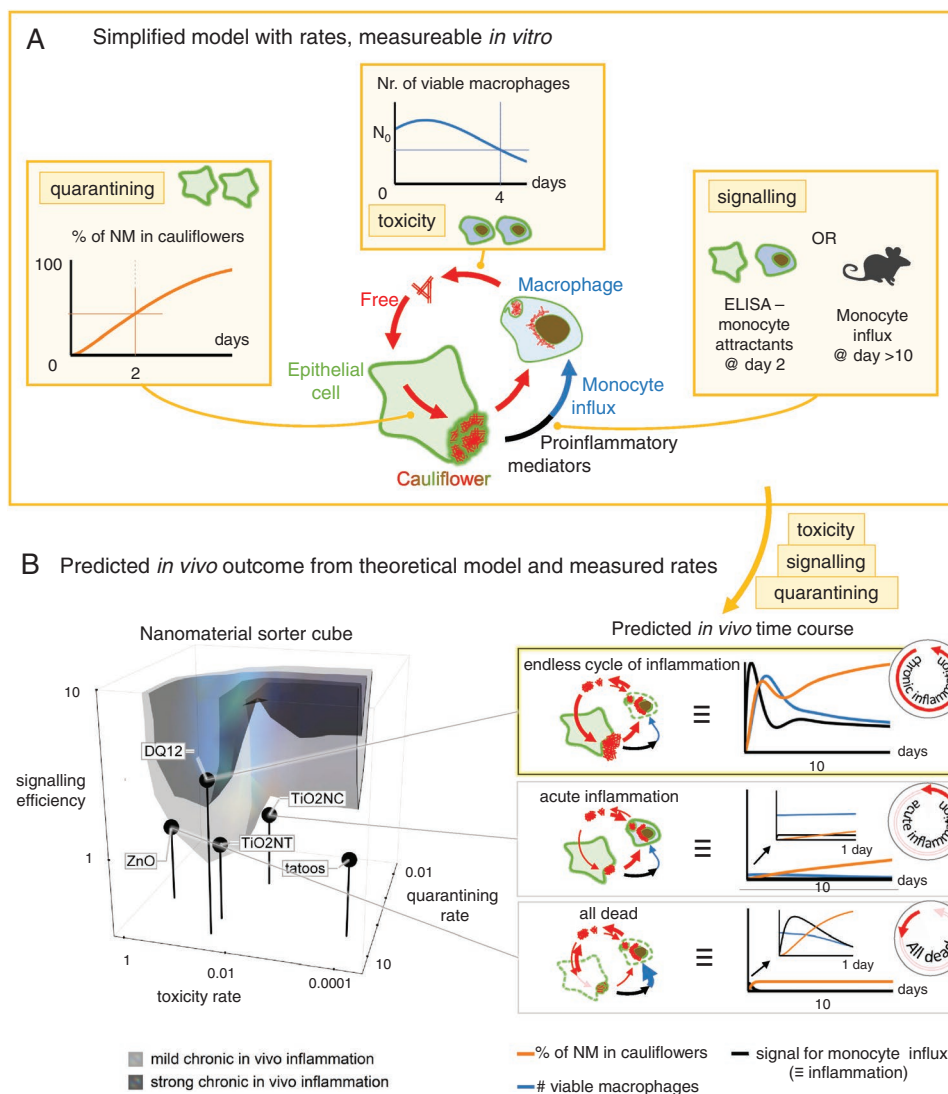 A Simplified model with rates, measureable in vitro
Nr. of viable macrophages
N0
0
4
days
toxicity
quarantining
% of NM in cauliflowers
100
0
2
days
signalling
OR
ELISA –
monocyte
attractants
@ day 2
Monocyte
influx
@ day >10
Free
Macrophage
Epithelial
cell
Monocyte
influx
Proinflammatory
mediators
Cauliflower
toxicity
signalling
quarantining
B Predicted in vivo outcome from theoretical model and measured rates
Nanomaterial sorter cube
10
signalling
efficiency
1
DQ12
ZnO
TiO2NT
TiO2NC
tatoos
0.01
quarantining
rate
10
1
0.01
0.0001
toxicity rate
mild chronic in vivo inflammation
strong chronic in vivo inflammation
Predicted in vivo time course
endless cycle of inflammation
≡
10
days
chronic inflammation
acute inflammation
≡
1 day
10
days
acute inflammation
all dead
≡
1 day
10
days
All dead
% of NM in cauliflowers
# viable macrophages
signal for monocyte influx
(≡ inflammation)